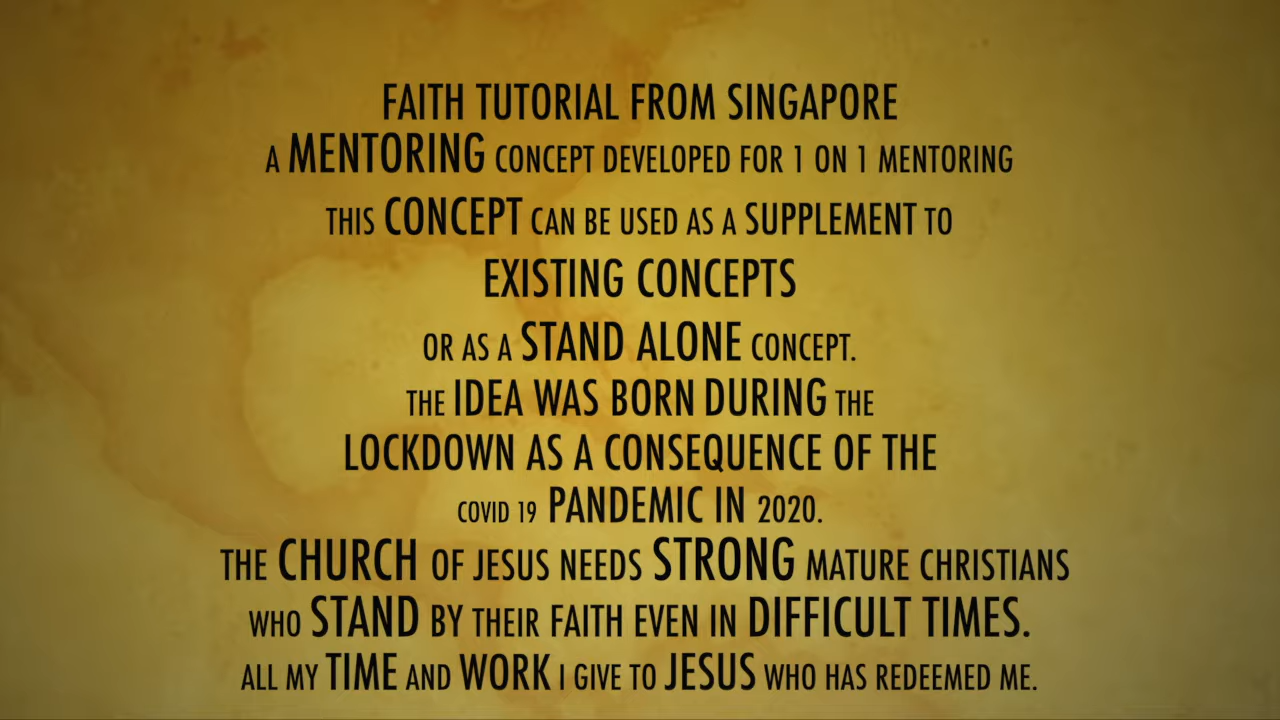 FAITH TUTORIAL FROM SINGAPORE
A MENTORING CONCEPT DEVELOPED FOR 1 ON 1 MENTORING
THIS CONCEPT CAN BE USED AS A SUPPLEMENT TO
EXISTING CONCEPTS
OR AS A STAND ALONE CONCEPT.
THE IDEA WAS BORN DURING THE
LOCKDOWN AS A CONSEQUENCE OF THE
COVID 19 PANDEMIC IN 2020.
THE CHURCH OF JESUS NEEDS STRONG MATURE CHRISTIANS
WHO STAND BY THEIR FAITH EVEN IN DIFFICULT TIMES.
ALL MY TIME AND WORK I GIVE TO JESUS WHO HAS REDEEMED ME.